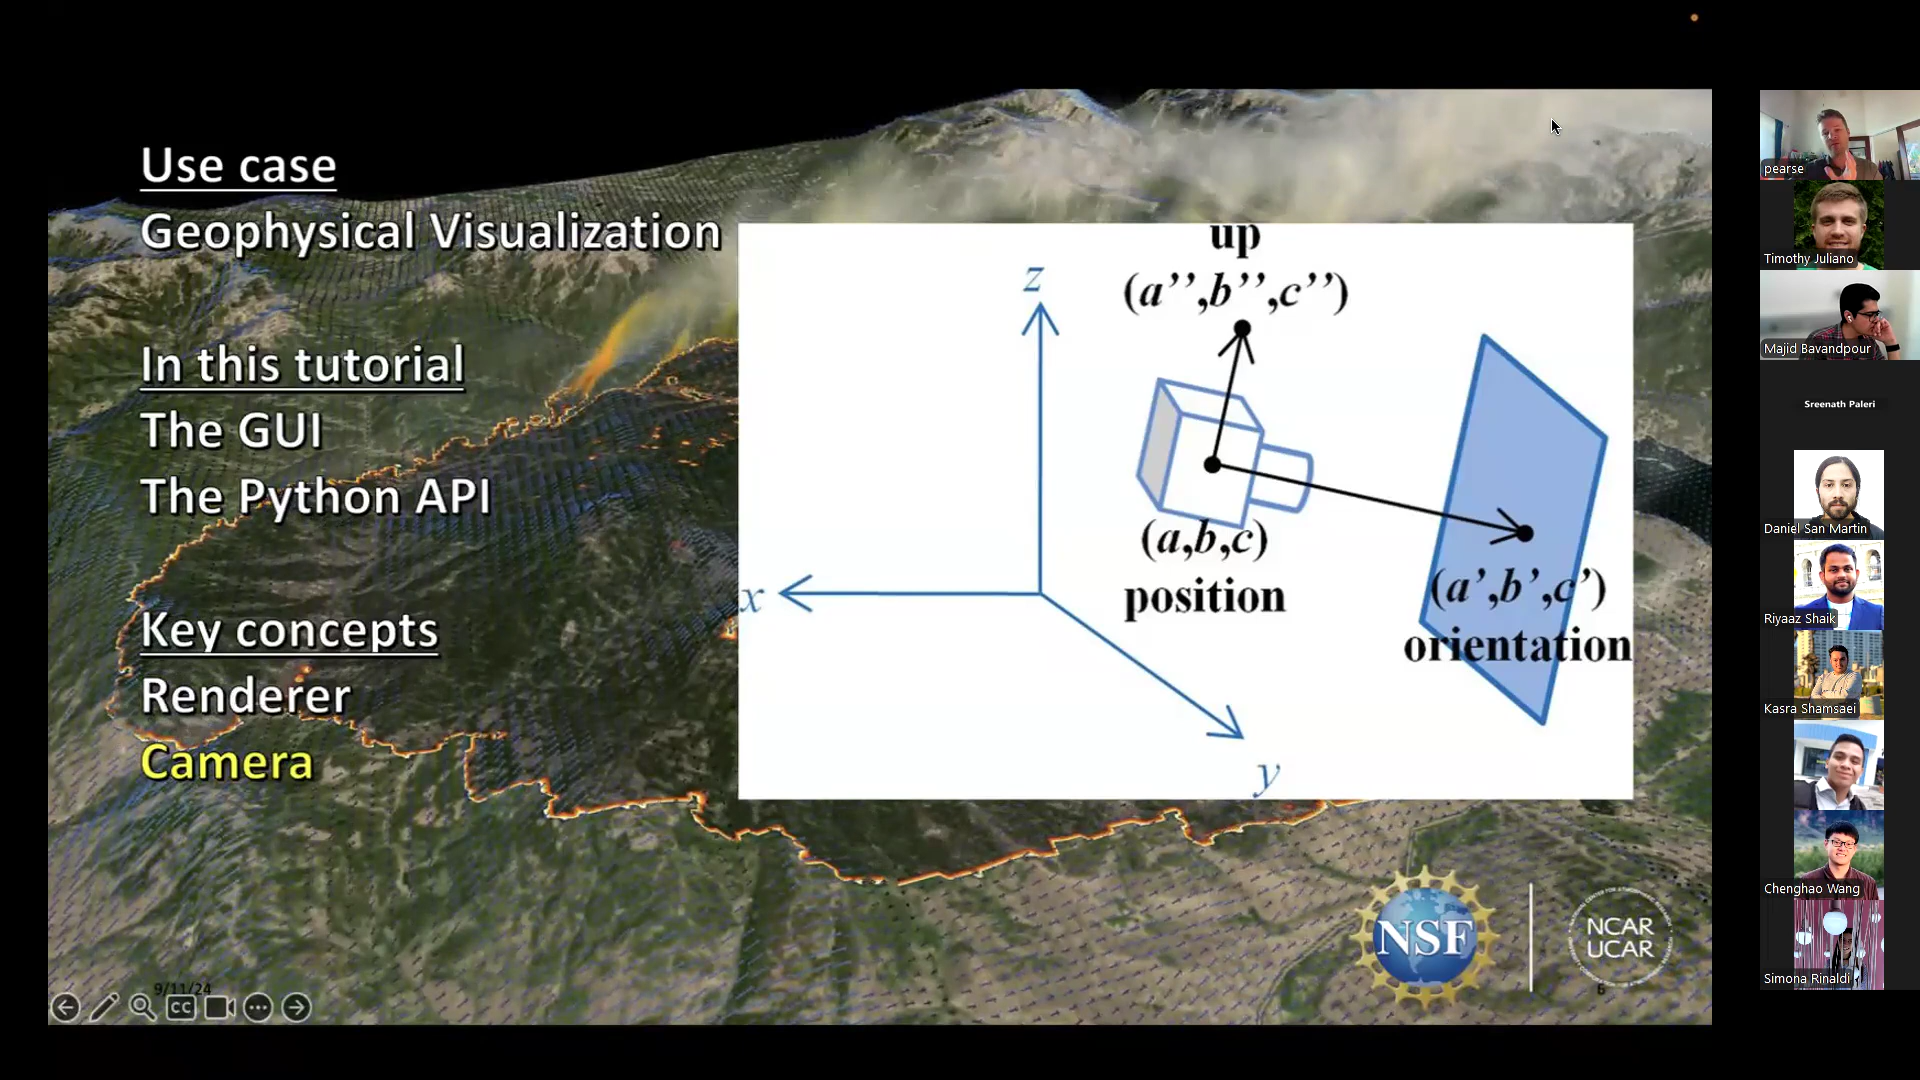 Use case
Geophysical Visualization
In this tutorial
The GUI
The Python API
Key concepts
Renderer
Camera
up
(a’’,b’’,c’’)
z
x
y
(a,b,c)
position
(a’,b’,c’)
orientation
NSF
NCAR
UCAR
9/11/24
6
CC
pearse
Timothy Juliano
Majid Bavandpour
Sreenath Paleri
Daniel San Martin
Riyaaz Shaik
Kasra Shamsaei
Chenghao Wang
Simona Rinaldi